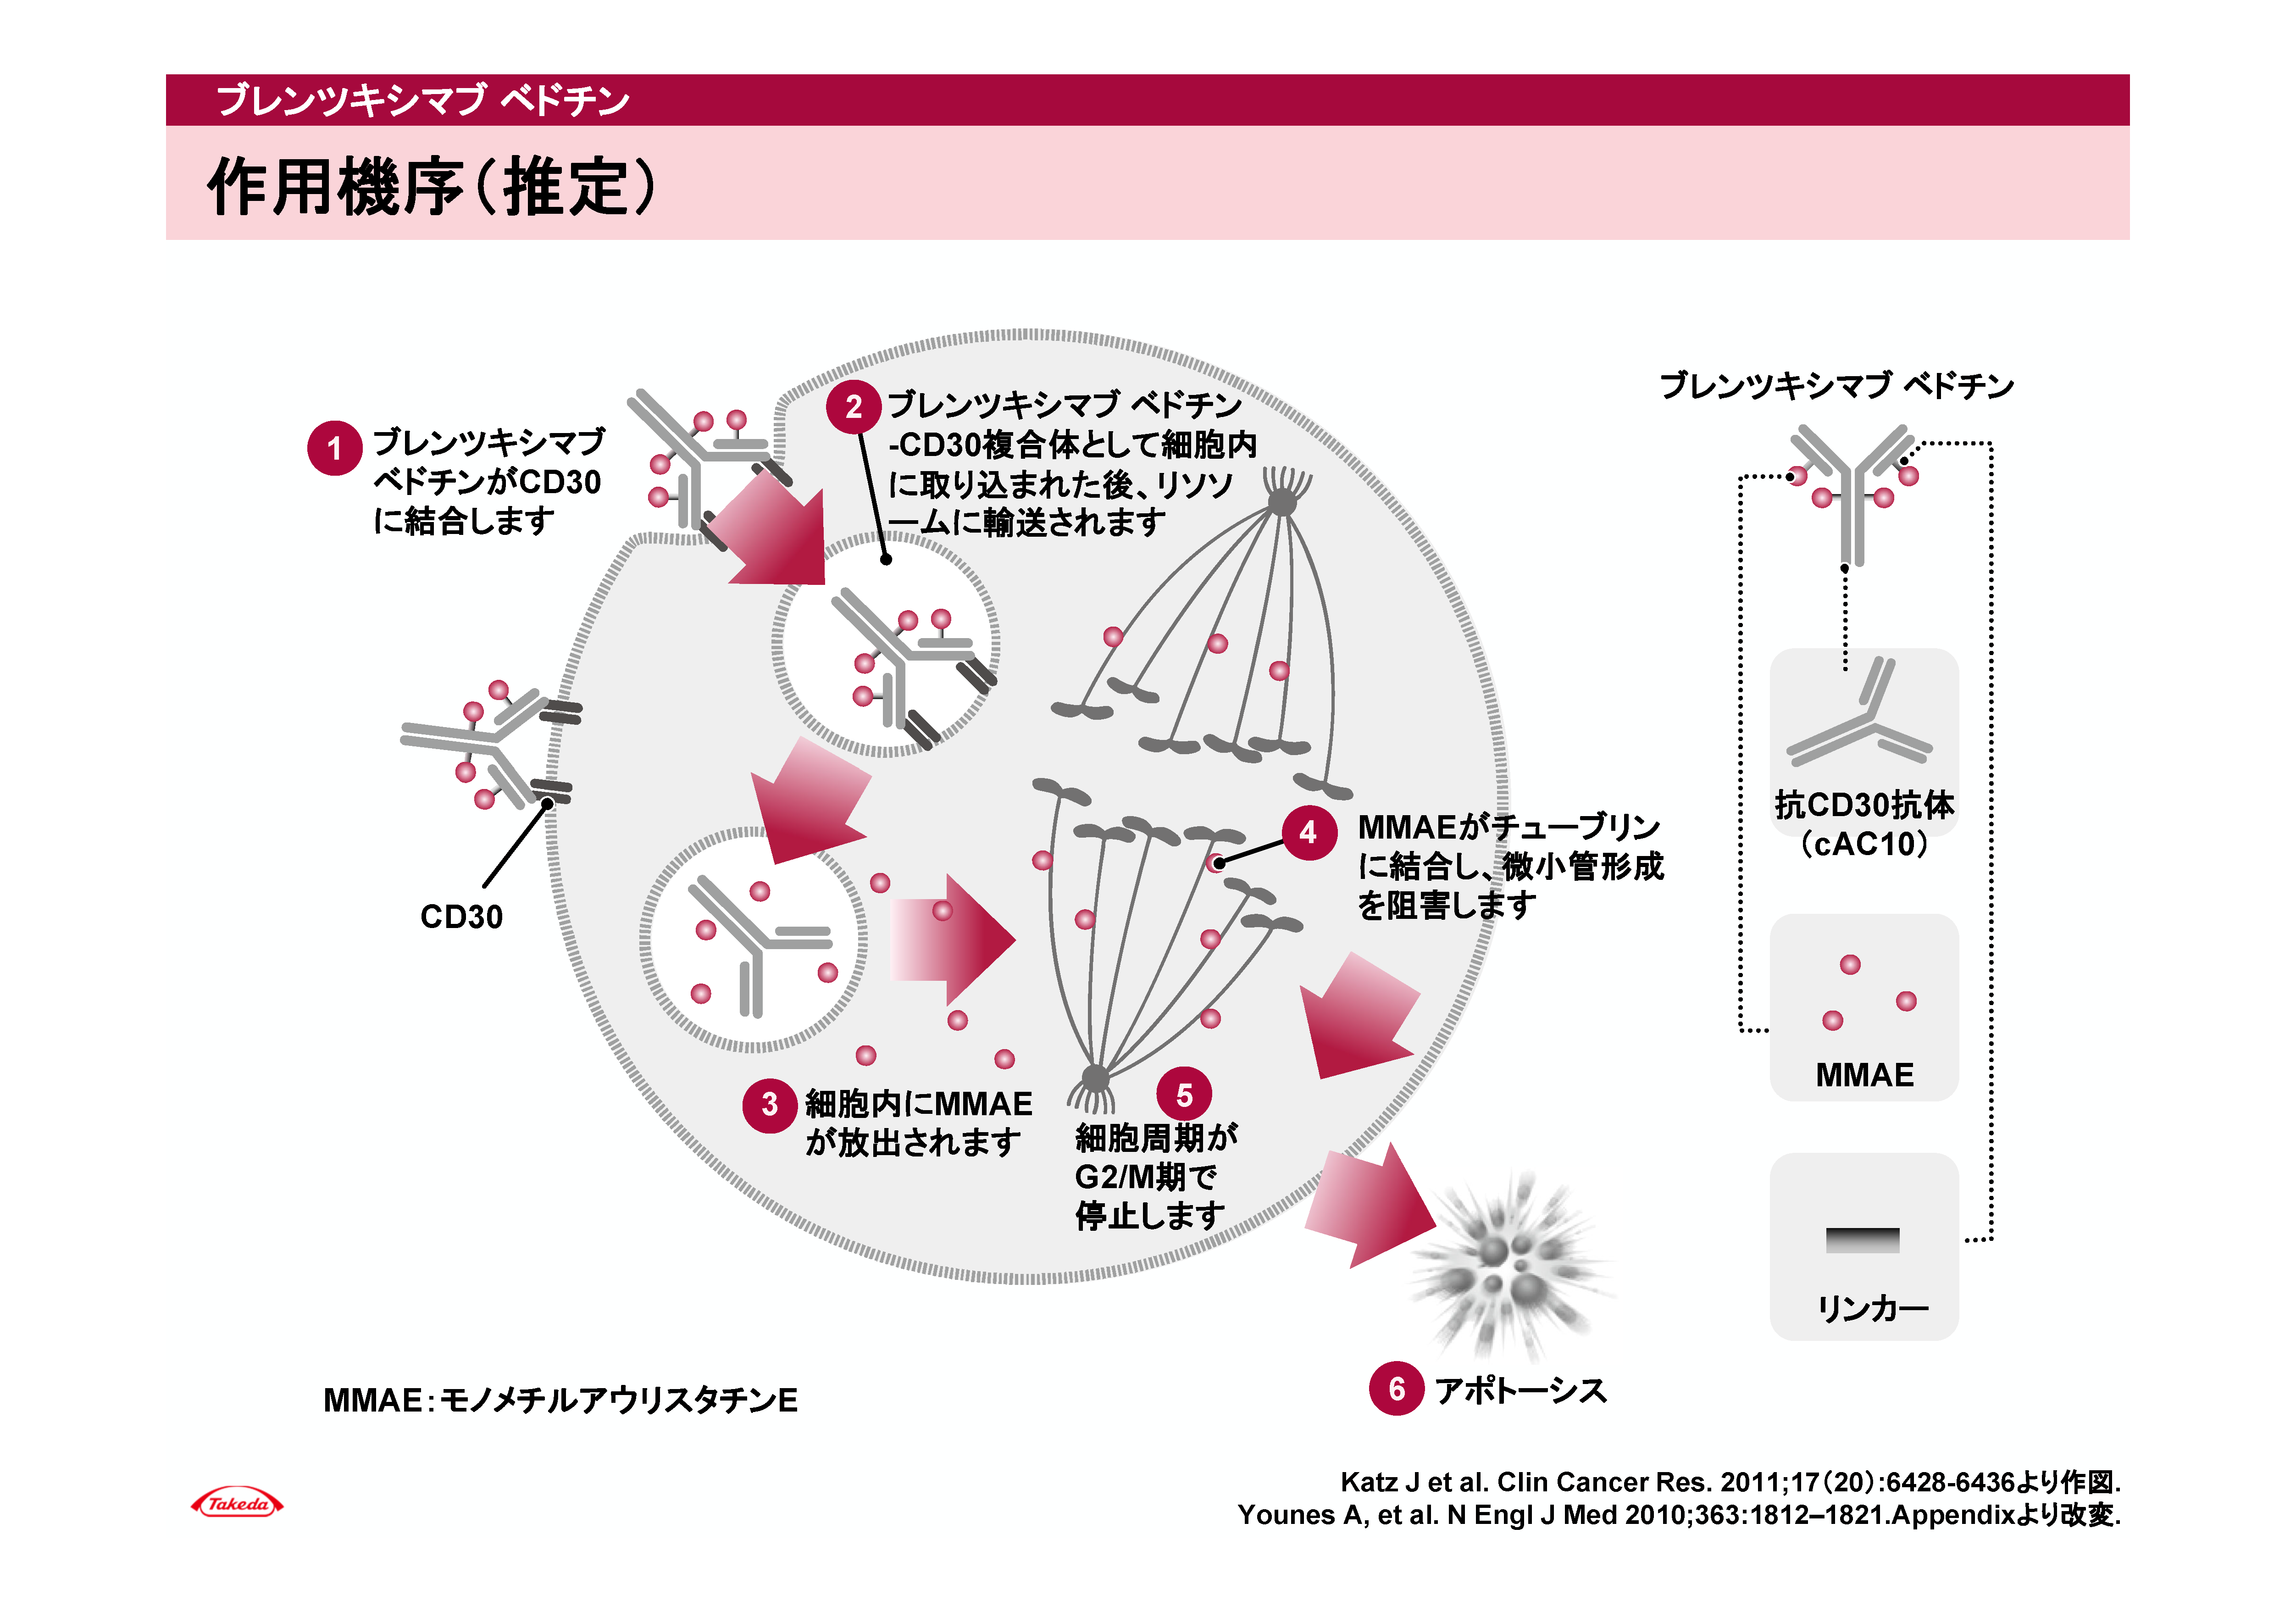 ブレンツキシマブ ベドチン
作用機序（推定）
1 ブレンツキシマブ
ベドチンがCD30
に結合します
2 ブレンツキシマブ ベドチン
-CD30複合体として細胞内
に取り込まれた後、リソソ
ームに輸送されます
CD30
3 細胞内にMMAE
が放出されます
4 MMAEがチューブリン
に結合し、微小管形成
を阻害します
5
細胞周期が
G2/M期で
停止します
6 アポトーシス
ブレンツキシマブ ベドチン
抗CD30抗体
（cAC10）
MMAE
リンカー
MMAE：モノメチルアウリスタチンE
Takeda
Katz J et al. Clin Cancer Res. 2011;17（20）:6428-6436より作図.
Younes A, et al. N Engl J Med 2010;363:1812–1821.Appendixより改変.